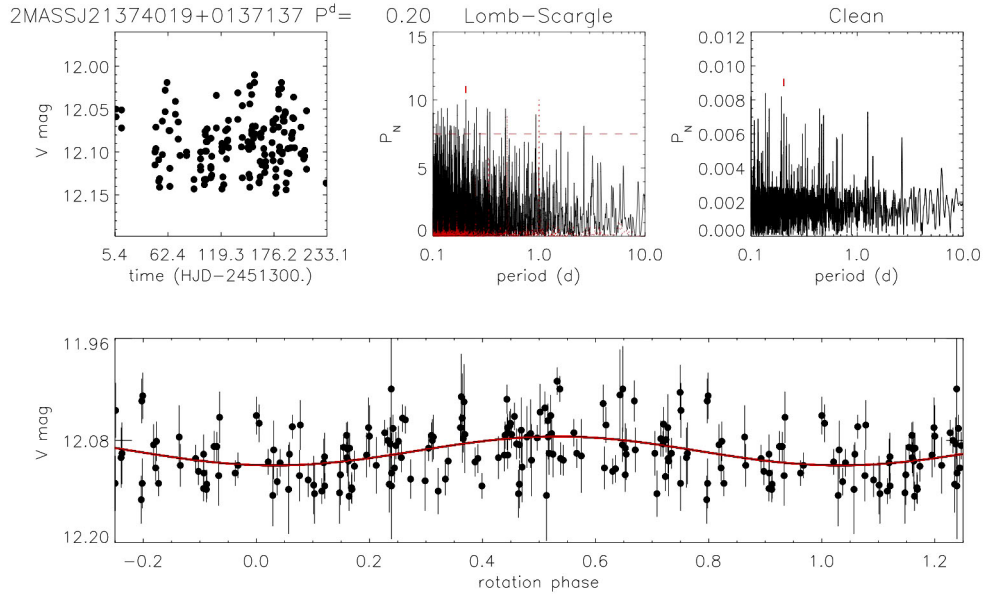 2MASSJ21374019+0137137 Pd= 0.20 Lomb-Scargle Clean
12.00
12.05
12.10
12.15
V mag
5.4 62.4 119.3 176.2 233.1
time (HJD-2451300.)
15
10
5
0
PN
0.1 1.0 10.0
period (d)
0.012
0.010
0.008
0.006
0.004
0.002
0.000
PN
0.1 1.0 10.0
period (d)
11.96
12.08
12.20
V mag
-0.2 0.0 0.2 0.4 0.6 0.8 1.0 1.2
rotation phase